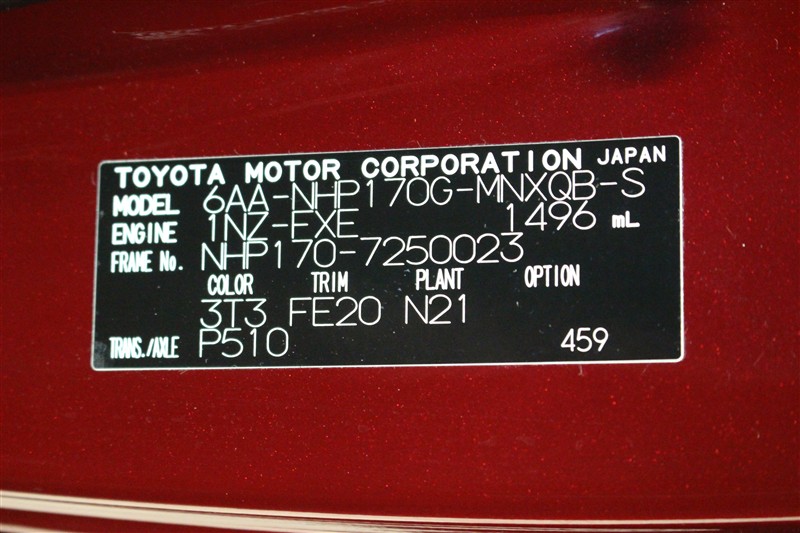 TOYOTA MOTOR CORPORATION JAPAN
MODEL 6AA-NHP170G-MNXQB-S
ENGINE 1NZ-FXE 1496 mL
FRAME No. NHP170-7250023
COLOR TRIM PLANT OPTION
3T3 FE20 N21
TRANS./AXLE P510 459